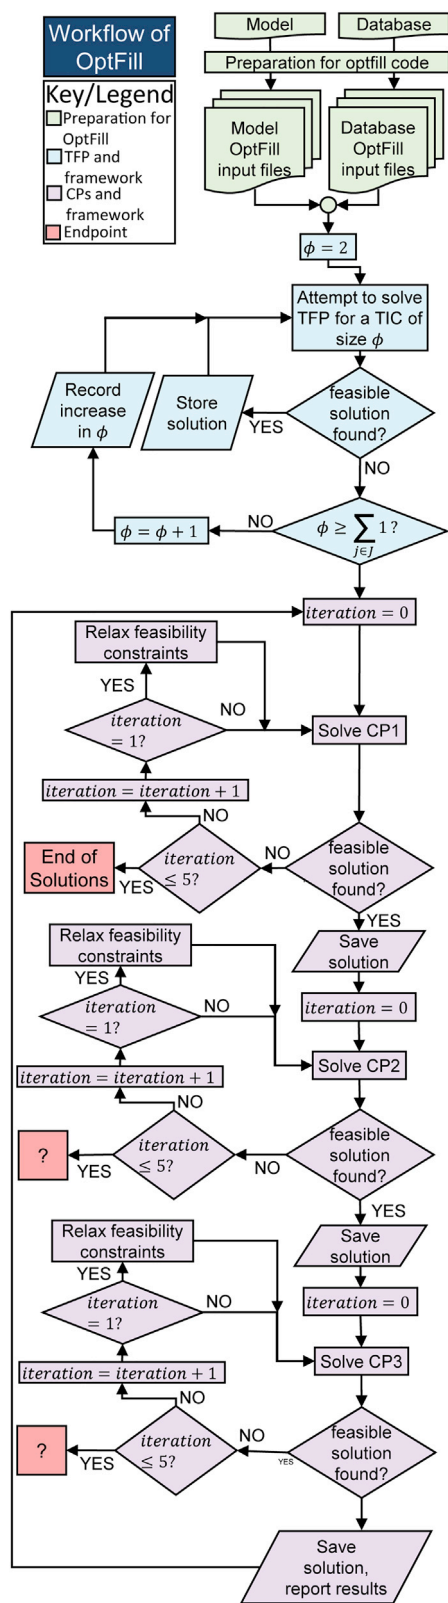 Workflow of
OptFill
Key/Legend
Preparation for
OptFill
TFP and
framework
CPs and
framework
Endpoint
Model
Database
Preparation for optfill code
Model
OptFill
input files
Database
OptFill
input files
ϕ = 2
Attempt to solve
TFP for a TIC of
size ϕ
Record
increase
in ϕ
Store
solution
YES
feasible
solution
found?
NO
ϕ = ϕ + 1
NO
ϕ ≥ ∑ 1 ?
j∈J
iteration = 0
Relax feasibility
constraints
YES
iteration
= 1?
NO
Solve CP1
iteration = iteration + 1
NO
End of
Solutions
YES
iteration
≤ 5?
NO
feasible
solution
found?
YES
Save
solution
Relax feasibility
constraints
YES
iteration = 0
iteration
= 1?
NO
Solve CP2
iteration = iteration + 1
NO
?
YES
iteration
≤ 5?
NO
feasible
solution
found?
YES
Save
solution
Relax feasibility
constraints
YES
iteration = 0
iteration
= 1?
NO
Solve CP3
iteration = iteration + 1
NO
?
YES
iteration
≤ 5?
NO
YES
feasible
solution
found?
Save
solution,
report results